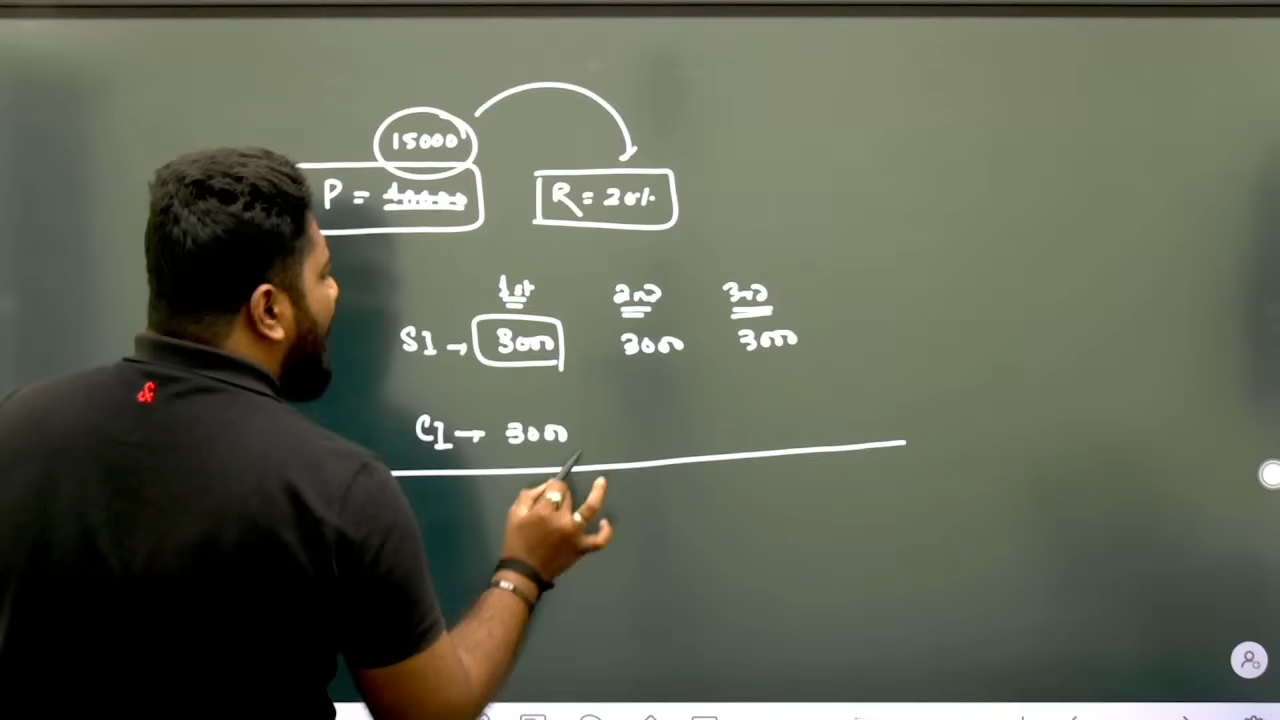 15000
P = 10000 R = 20%
1st 2nd 3rd
SI → 3000 3000 3000
CI → 3000